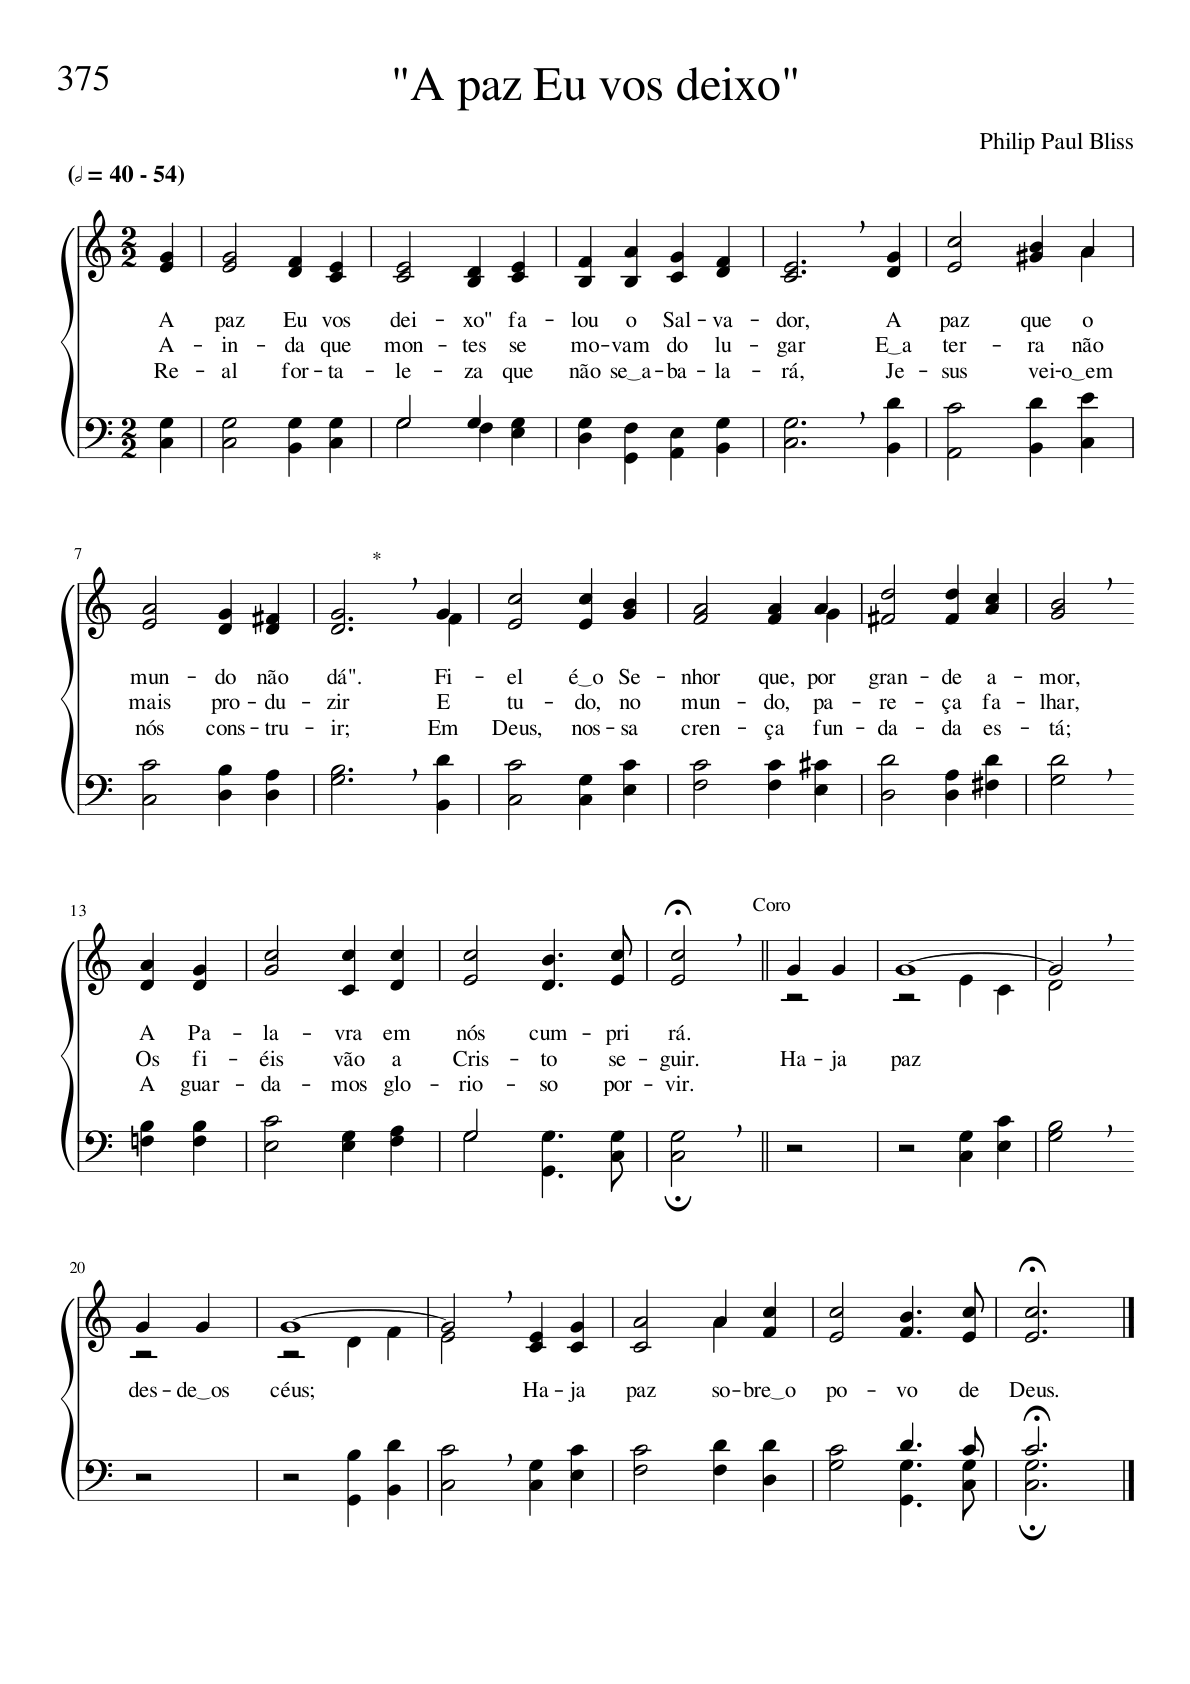 375
"A paz Eu vos deixo"
Philip Paul Bliss
(𝅗𝅥 = 40 - 54)
A paz Eu vos dei - xo" fa - lou o Sal - va - dor, A paz que o
A - in - da que mon - tes se mo - vam do lu - gar E‿a ter - ra não
Re - al for - ta - le - za que não se‿a - ba - la - rá, Je - sus vei - o‿em
7
*
mun - do não dá". Fi - el é‿o Se - nhor que, por gran - de a - mor,
mais pro - du - zir E tu - do, no mun - do, pa - re - ça fa - lhar,
nós cons - tru - ir; Em Deus, nos - sa cren - ça fun - da - da es - tá;
13
Coro
A Pa - la - vra em nós cum - pri rá.
Os fi - éis vão a Cris - to se - guir. Ha - ja paz
A guar - da - mos glo - rio - so por - vir.
20
des - de‿os céus; Ha - ja paz so - bre‿o po - vo de Deus.